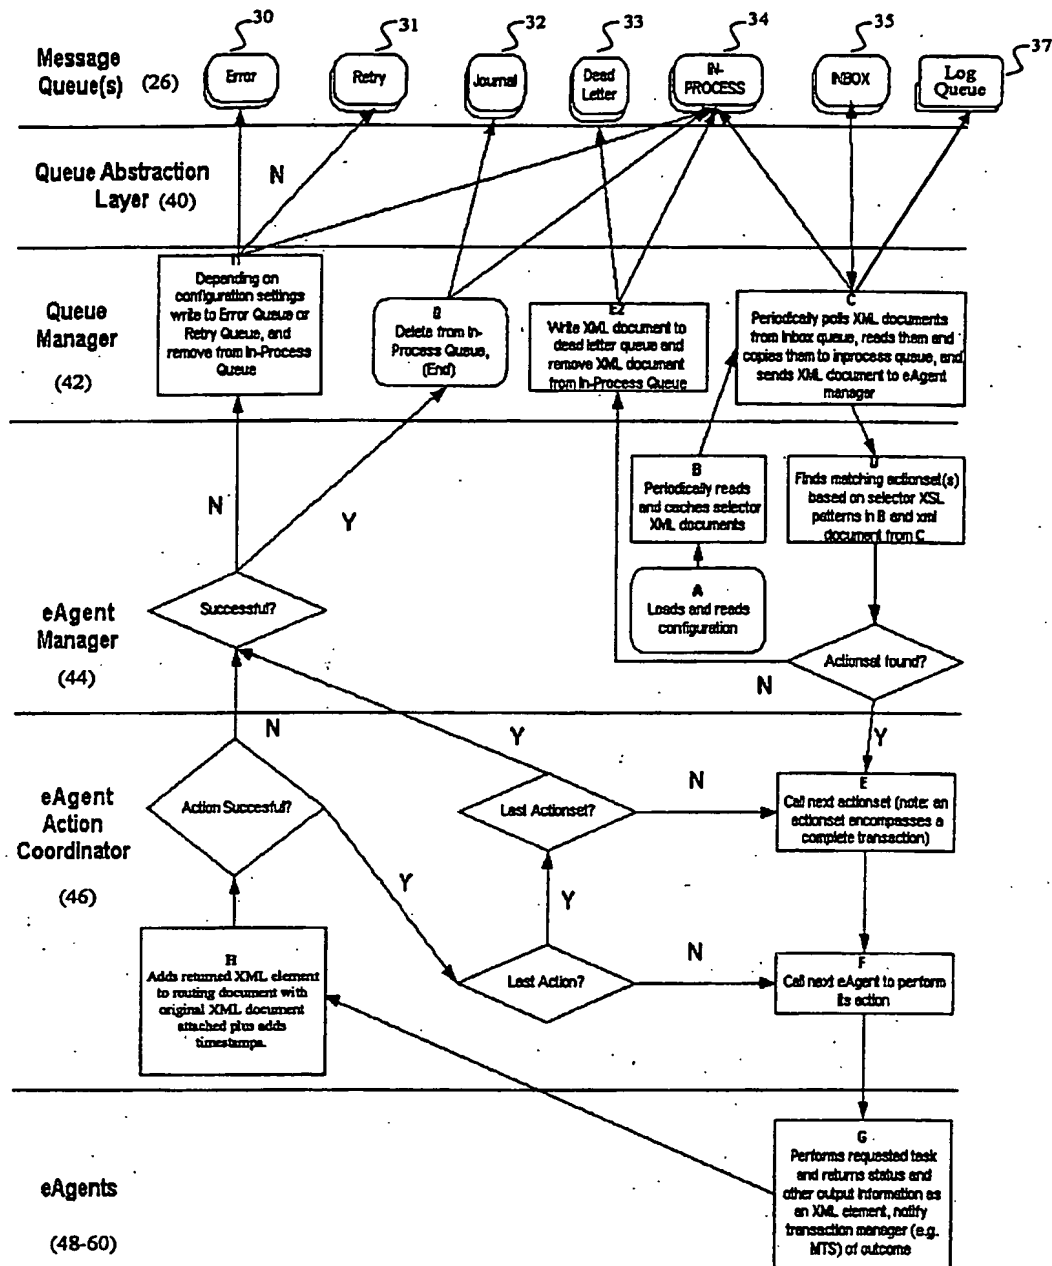 30
31
32
33
34
35
37
Message
Queue(s) (26)
Error
Retry
Journal
Dead
Letter
IN-
PROCESS
INBOX
Log
Queue
Queue Abstraction
Layer (40)
N
Queue
Manager
(42)
Depending on
configuration settings
write to Error Queue or
Retry Queue, and
remove from In-Process
Queue
Delete from In-
Process Queue,
(End)
E2
Write XML document to
dead letter queue and
remove XML document
from In-Process Queue
C
Periodically polls XML documents
from Inbox queue, reads them and
copies them to inprocess queue, and
sends XML document to eAgent
manager
N
Y
B
Periodically reads
and caches selector
XML documents
D
Finds matching actionset(s)
based on selector XSL
patterns in B and xml
document from C
A
Loads and reads
configuration
eAgent
Manager
(44)
Successful?
Actionset found?
N
N
Y
Y
eAgent
Action
Coordinator
(46)
Action Succesful?
Last Actionset?
N
E
Call next actionset (note: an
actionset encompasses a
complete transaction)
Y
Y
H
Adds returned XML element
to routing document with
original XML document
attached plus adds
timestamps.
Last Action?
N
F
Call next eAgent to perform
its action
eAgents
(48-60)
G
Performs requested task
and returns status and
other output information as
an XML element, notify
transaction manager (e.g.
MTS) of outcome